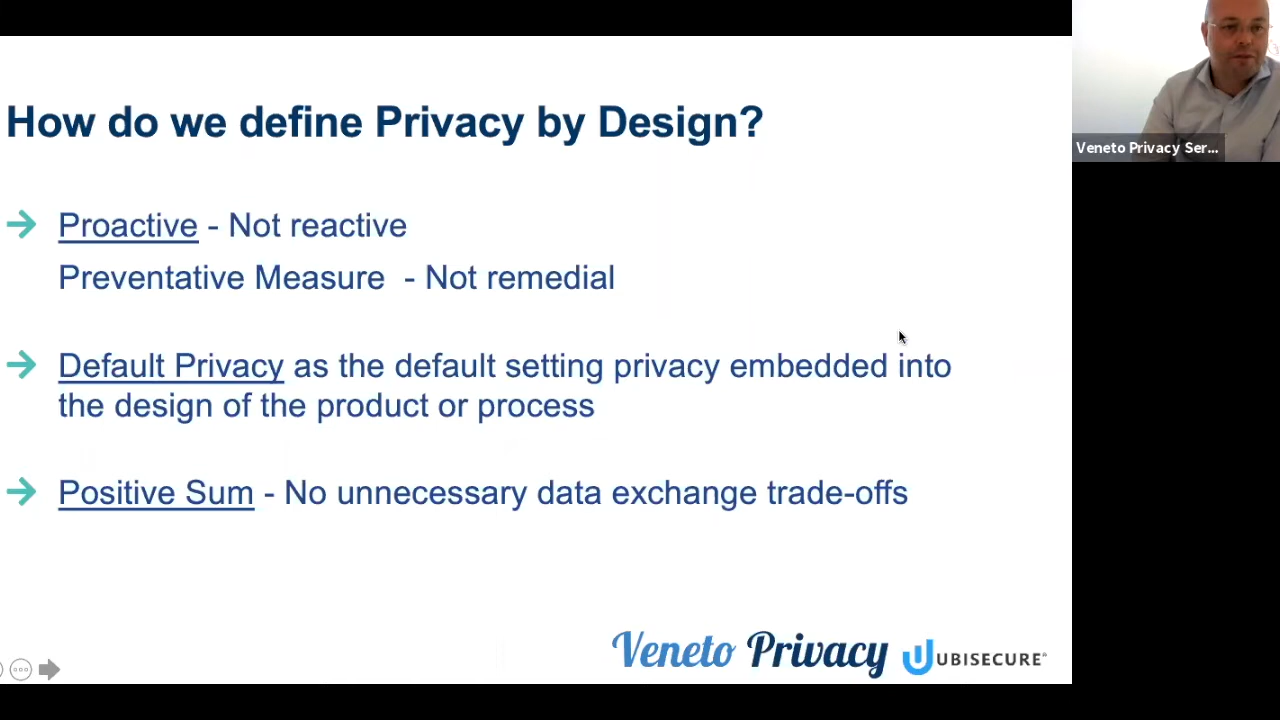 How do we define Privacy by Design?
Proactive - Not reactive
Preventative Measure - Not remedial
Default Privacy as the default setting privacy embedded into
the design of the product or process
Positive Sum - No unnecessary data exchange trade-offs
Veneto Privacy
UBISECURE®
Veneto Privacy Ser...